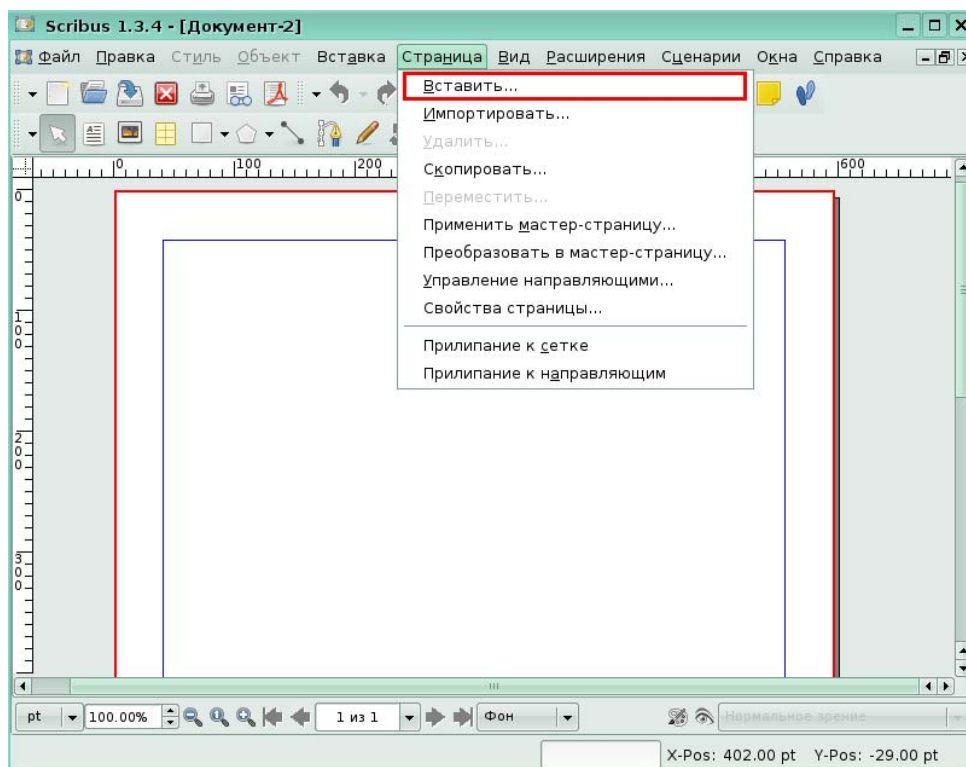 Scribus 1.3.4 - [Документ-2]
Файл Правка Стиль Объект Вставка Страница Вид Расширения Сценарии Окна Справка
Вставить...
Импортировать...
Удалить...
Скопировать...
Переместить...
Применить мастер-страницу...
Преобразовать в мастер-страницу...
Управление направляющими...
Свойства страницы...
Прилипание к сетке
Прилипание к направляющим
0 100 200 600
0
100
200
300
pt 100.00% 1 из 1 Фон Нормальное зрение
X-Pos: 402.00 pt Y-Pos: -29.00 pt